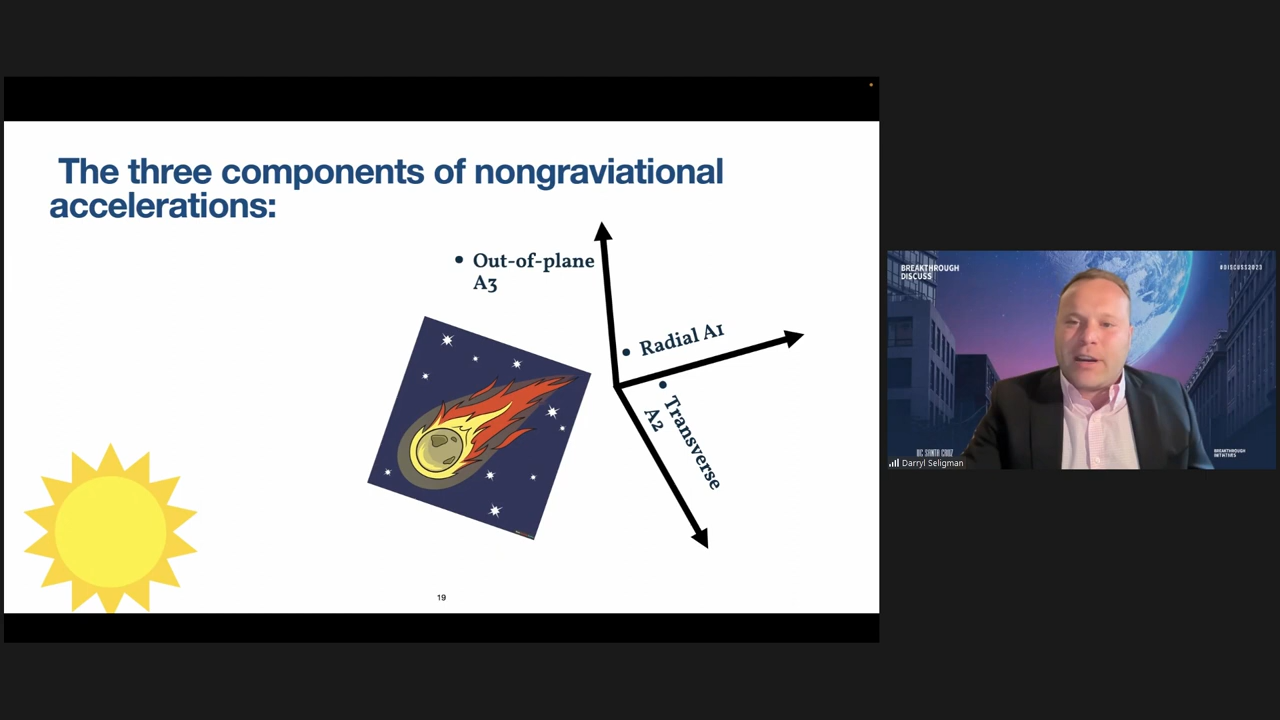 The three components of nongraviational
accelerations:
• Out-of-plane
A3
• Radial A1
• Transverse
A2
19
BREAKTHROUGH
DISCUSS
#DISCUSS2023
UC SANTA CRUZ
BREAKTHROUGH
INITIATIVES
Darryl Seligman